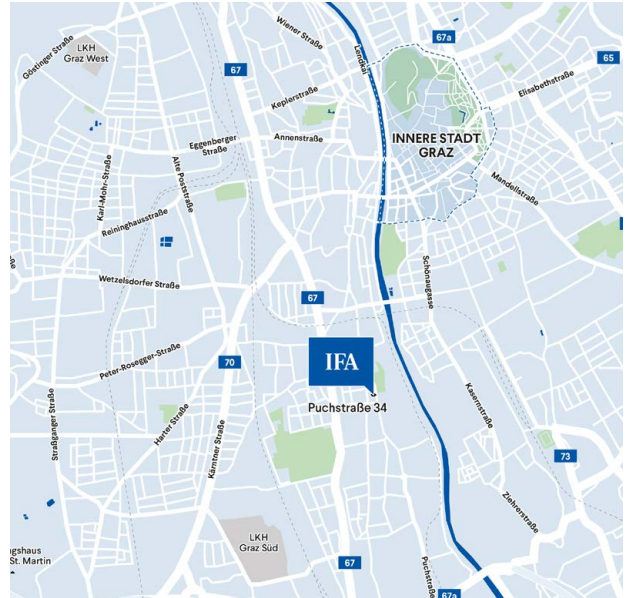 Göstinger Straße
LKH
Graz West
Wiener Straße
67a
Lendkai
65
67
Elisabethstraße
Keplerstraße
Annenstraße
INNERE STADT
GRAZ
Eggenberger
Straße
Alte Poststraße
Karl-Mohr-Straße
Mandellstraße
Reininghausstraße
Schönaugasse
Wetzelsdorfer Straße
67
IFA
70
Peter-Rosegger-Straße
Puchstraße 34
Kasernstraße
Harter Straße
Straßganger Straße
Kärntner Straße
73
Ziehrerstraße
LKH
Graz Süd
ngshaus
St. Martin
67
Puchstraße
67a